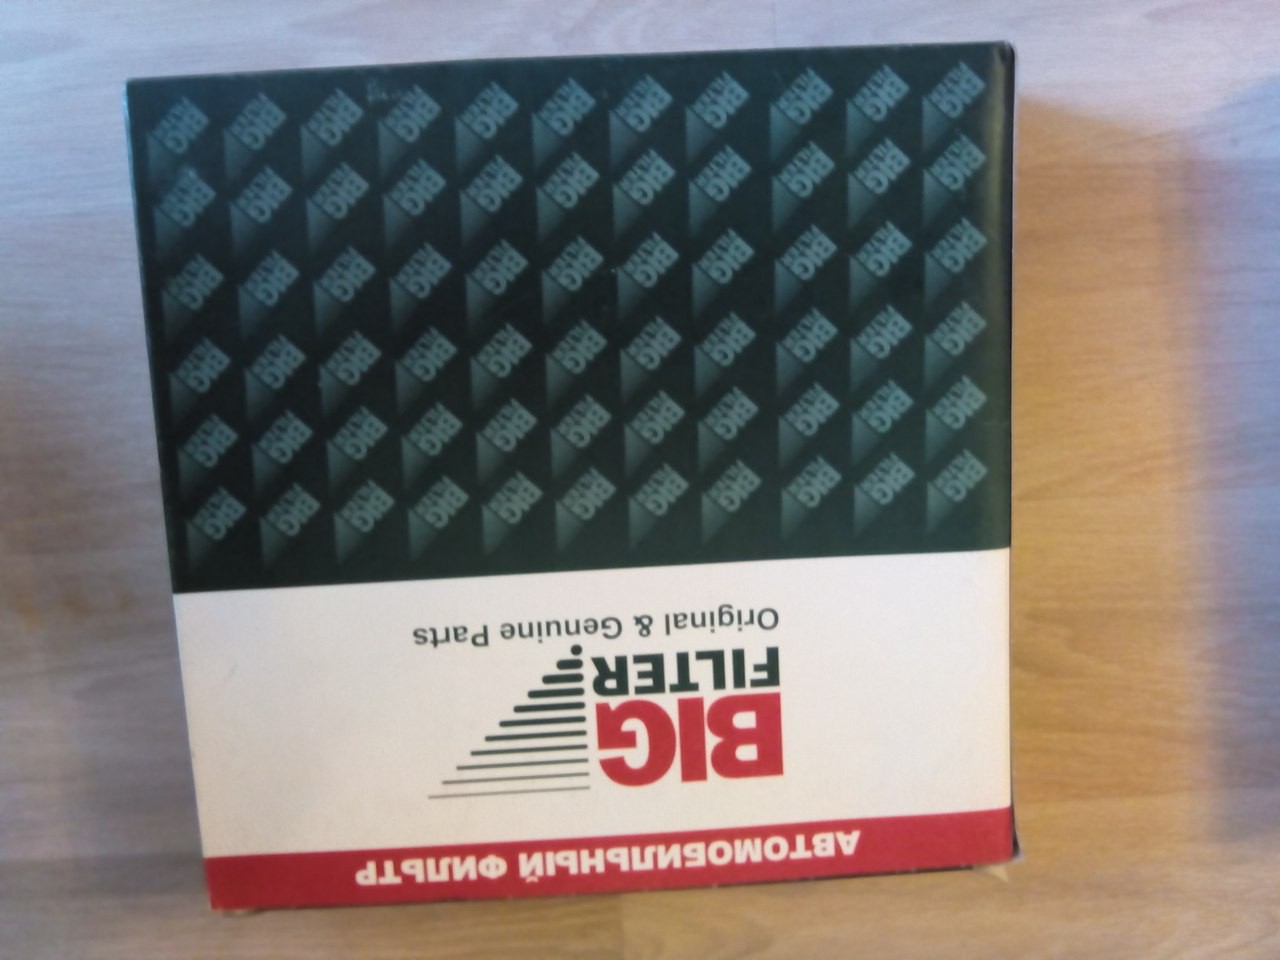 АВТОМОБИЛЬНЫЙ ФИЛЬТР
BIG
FILTER
Original & Genuine Parts